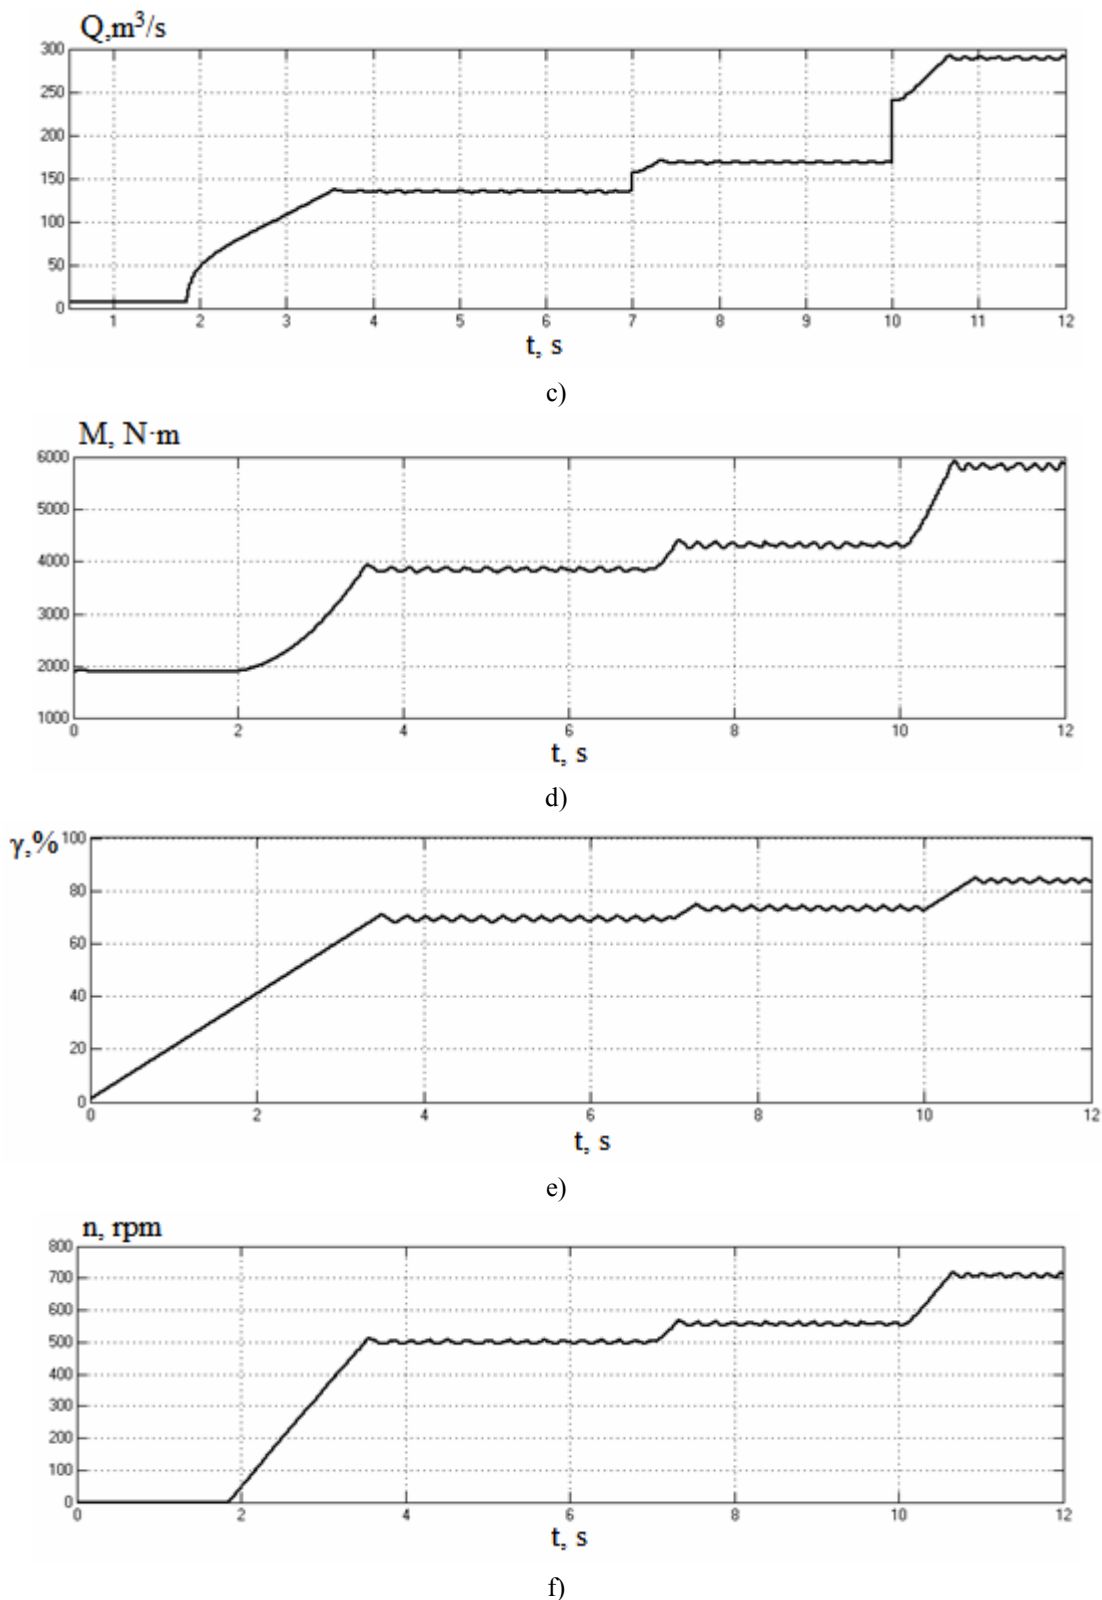 Q,m³/s
300
250
200
150
100
50
0
1 2 3 4 5 6 7 8 9 10 11 12
t, s
c)
M, N·m
6000
5000
4000
3000
2000
1000
0 2 4 6 8 10 12
t, s
d)
γ,% 100
80
60
40
20
0
0 2 4 6 8 10 12
t, s
e)
n, rpm
800
700
600
500
400
300
200
100
0
0 2 4 6 8 10 12
t, s
f)